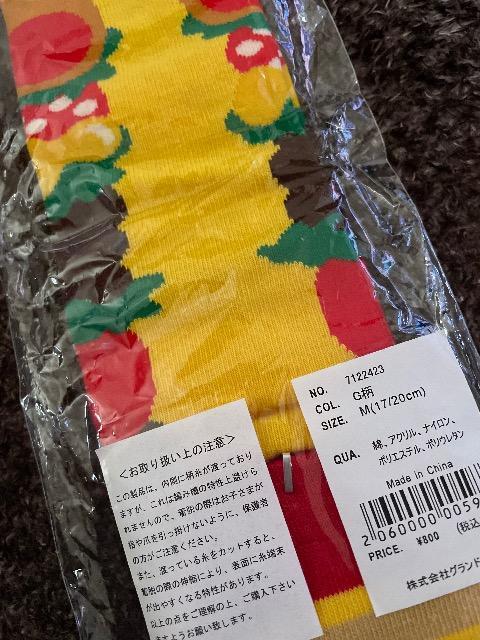 <お取り扱い上の注意>
この製品は、内側に柄糸が渡っており
ますが、これは編み機の特性上避けら
れませんので、着脱の際はお子さまが
指や爪を引っ掛けないように、保護者
の方がご注意ください。
また、渡っている糸をカットすると、
着脱の際の伸縮により、表面に糸端末
が出やすくなる特性があります。
以上の点をご理解の上、ご購入下さい
ますようお願い致します。
NO. 7122423
COL. G柄
SIZE. M(17/20cm)
QUA. 綿、アクリル、ナイロン、
ポリエステル、ポリウレタン
Made in China
2060000059
PRICE. ¥800 (税込
株式会社グランド